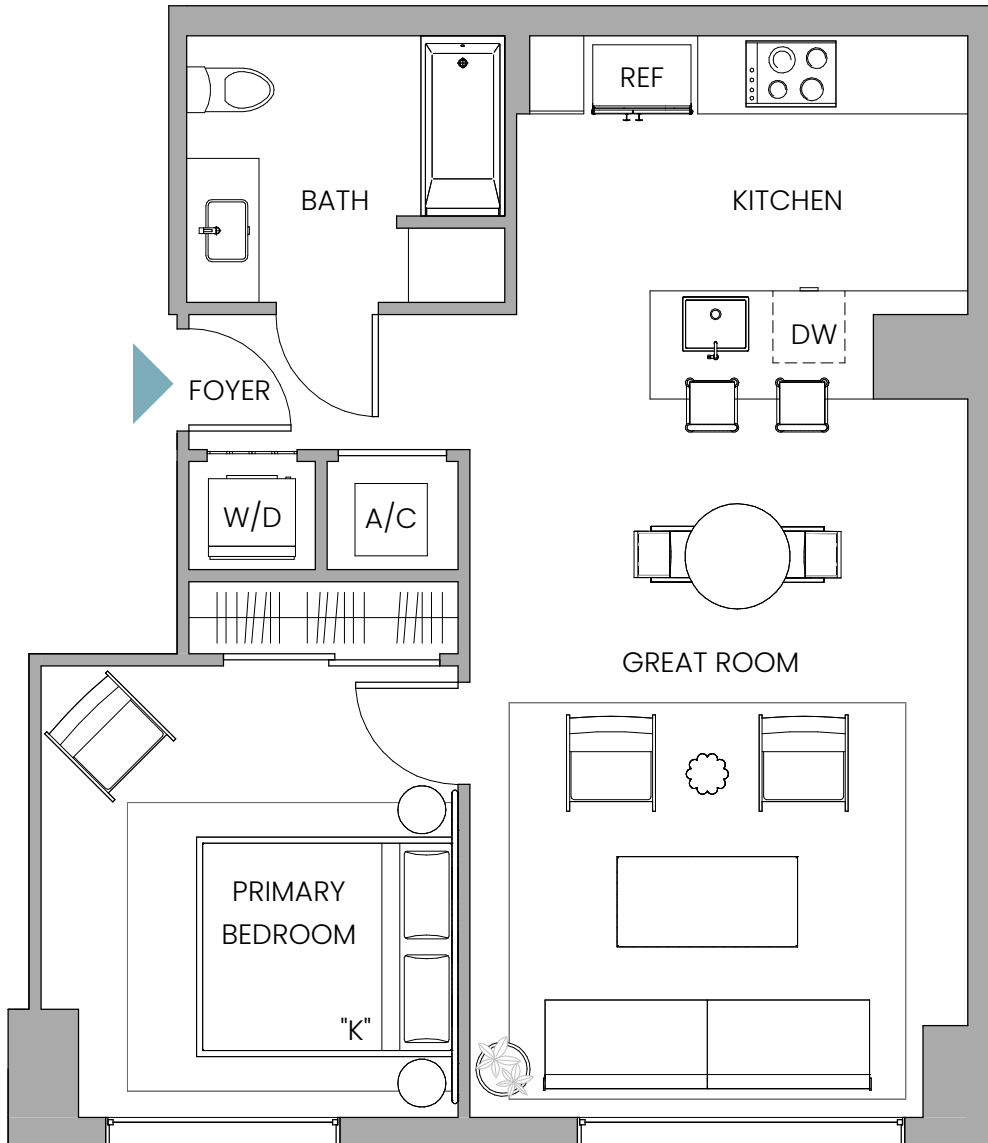 REF
BATH
KITCHEN
DW
FOYER
W/D
A/C
GREAT ROOM
PRIMARY
BEDROOM
"K"